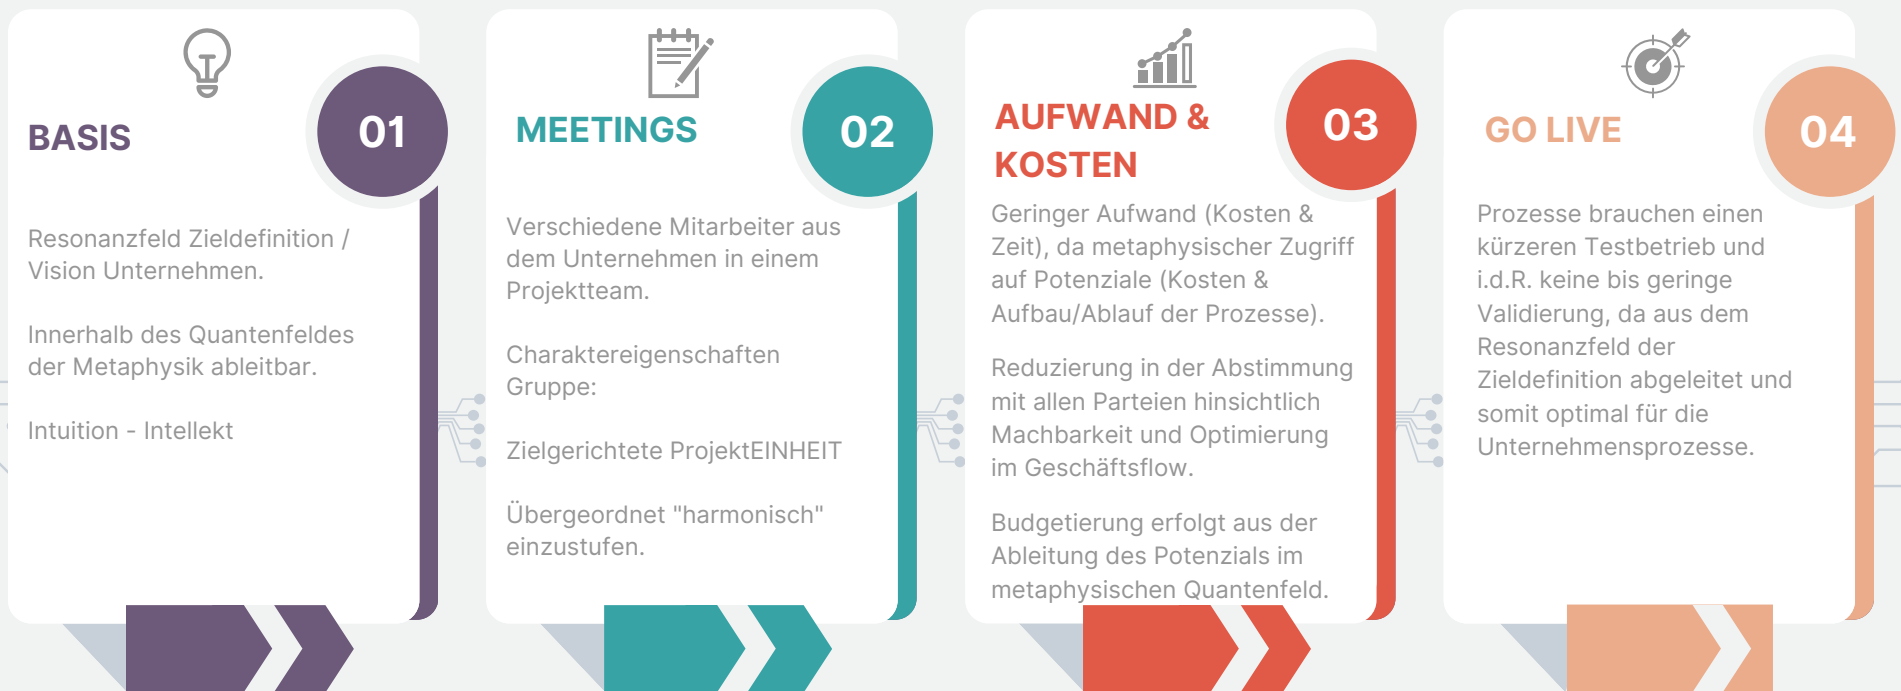 BASIS
01
Resonanzfeld Zieldefinition /
Vision Unternehmen.
Innerhalb des Quantenfeldes
der Metaphysik ableitbar.
Intuition - Intellekt
MEETINGS
02
Verschiedene Mitarbeiter aus
dem Unternehmen in einem
Projektteam.
Charaktereigenschaften
Gruppe:
Zielgerichtete ProjektEINHEIT
Übergeordnet "harmonisch"
einzustufen.
AUFWAND &
KOSTEN
03
Geringer Aufwand (Kosten &
Zeit), da metaphysischer Zugriff
auf Potenziale (Kosten &
Aufbau/Ablauf der Prozesse).
Reduzierung in der Abstimmung
mit allen Parteien hinsichtlich
Machbarkeit und Optimierung
im Geschäftsflow.
Budgetierung erfolgt aus der
Ableitung des Potenzials im
metaphysischen Quantenfeld.
GO LIVE
04
Prozesse brauchen einen
kürzeren Testbetrieb und
i.d.R. keine bis geringe
Validierung, da aus dem
Resonanzfeld der
Zieldefinition abgeleitet und
somit optimal für die
Unternehmensprozesse.